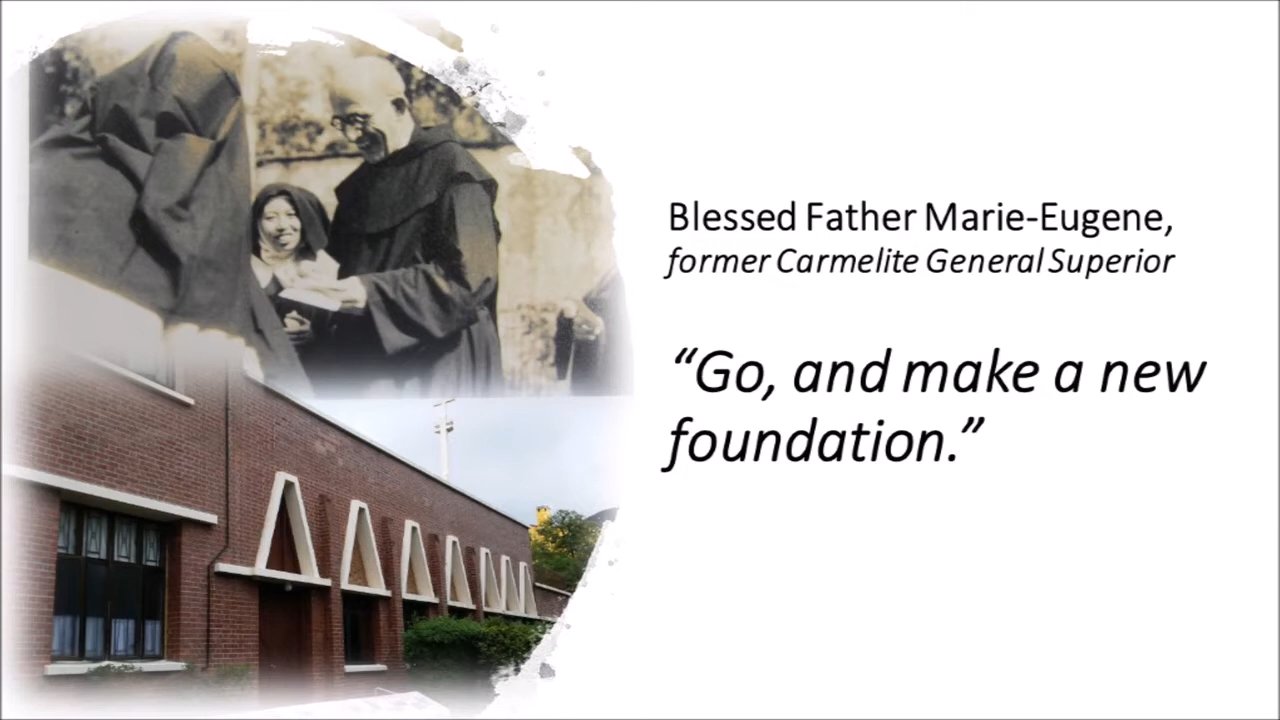 Blessed Father Marie-Eugene,
former Carmelite General Superior
“Go, and make a new
foundation.”